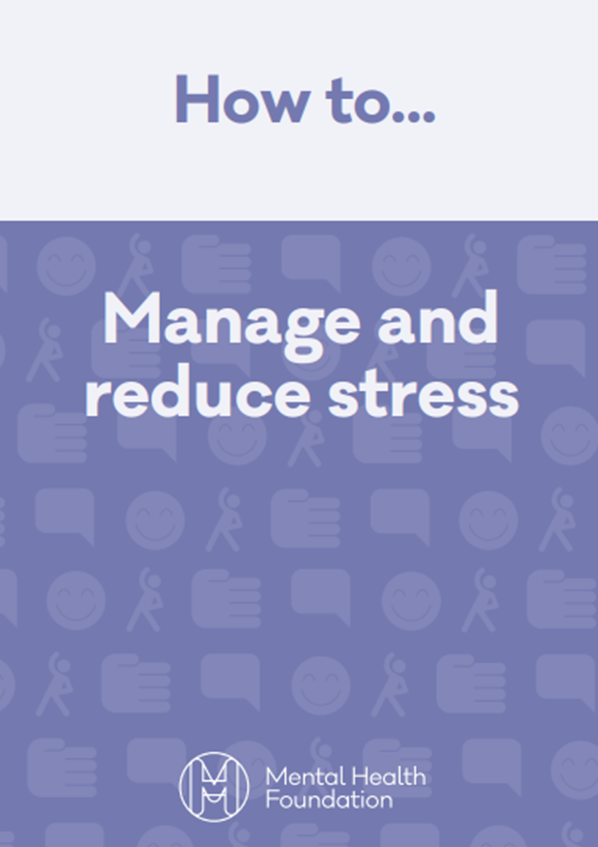 How to...
Manage and
reduce stress
Mental Health
Foundation